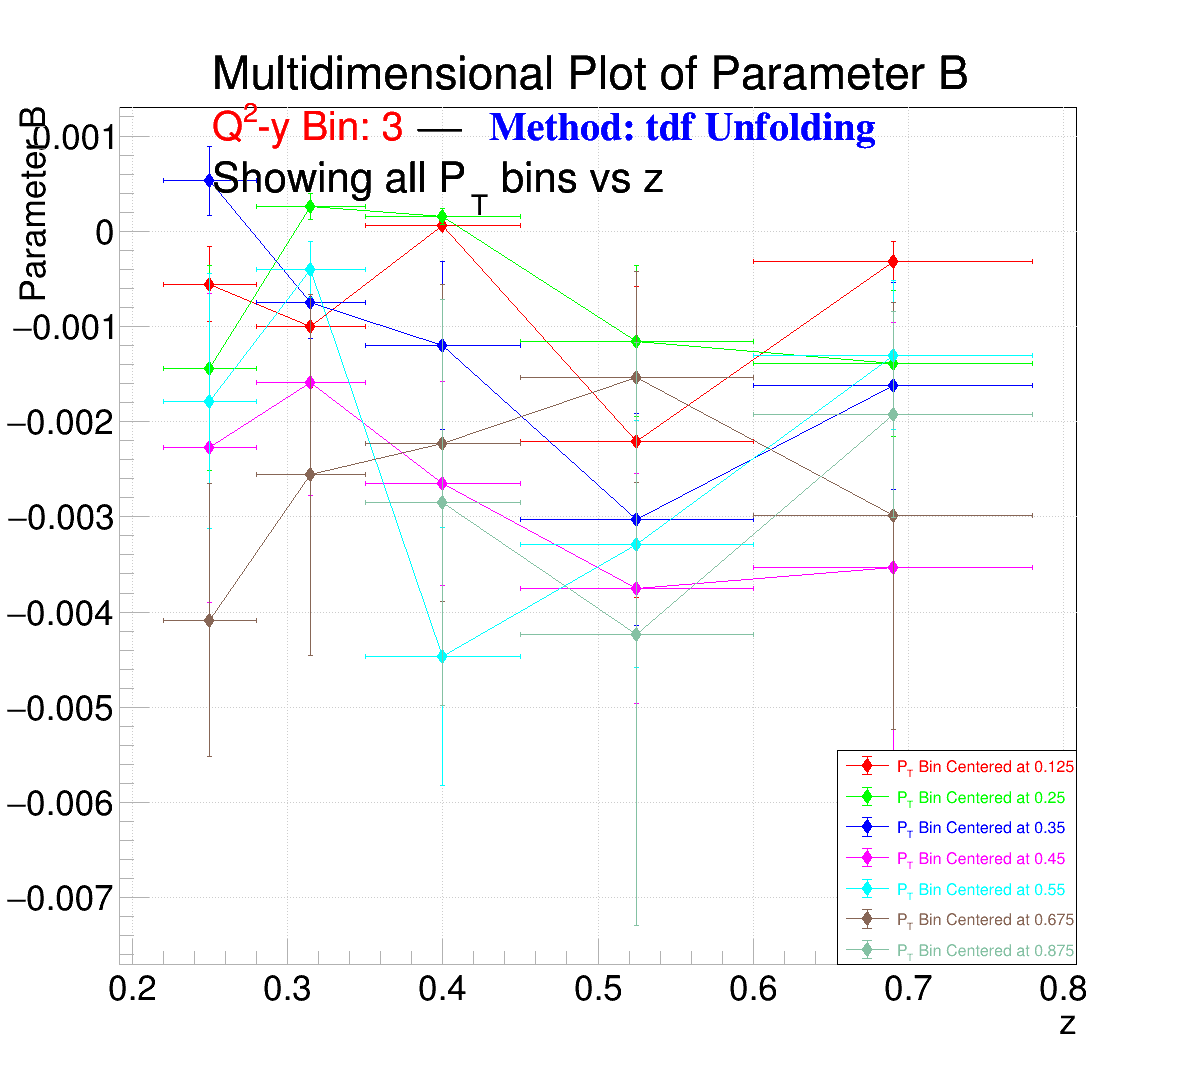 Multidimensional Plot of Parameter B
Q2-y Bin: 3 — Method: tdf Unfolding
Showing all PT bins vs z
Parameter B
0.001
0
−0.001
−0.002
−0.003
−0.004
−0.005
−0.006
−0.007
PT Bin Centered at 0.125
PT Bin Centered at 0.25
PT Bin Centered at 0.35
PT Bin Centered at 0.45
PT Bin Centered at 0.55
PT Bin Centered at 0.675
PT Bin Centered at 0.875
0.2 0.3 0.4 0.5 0.6 0.7 0.8
z